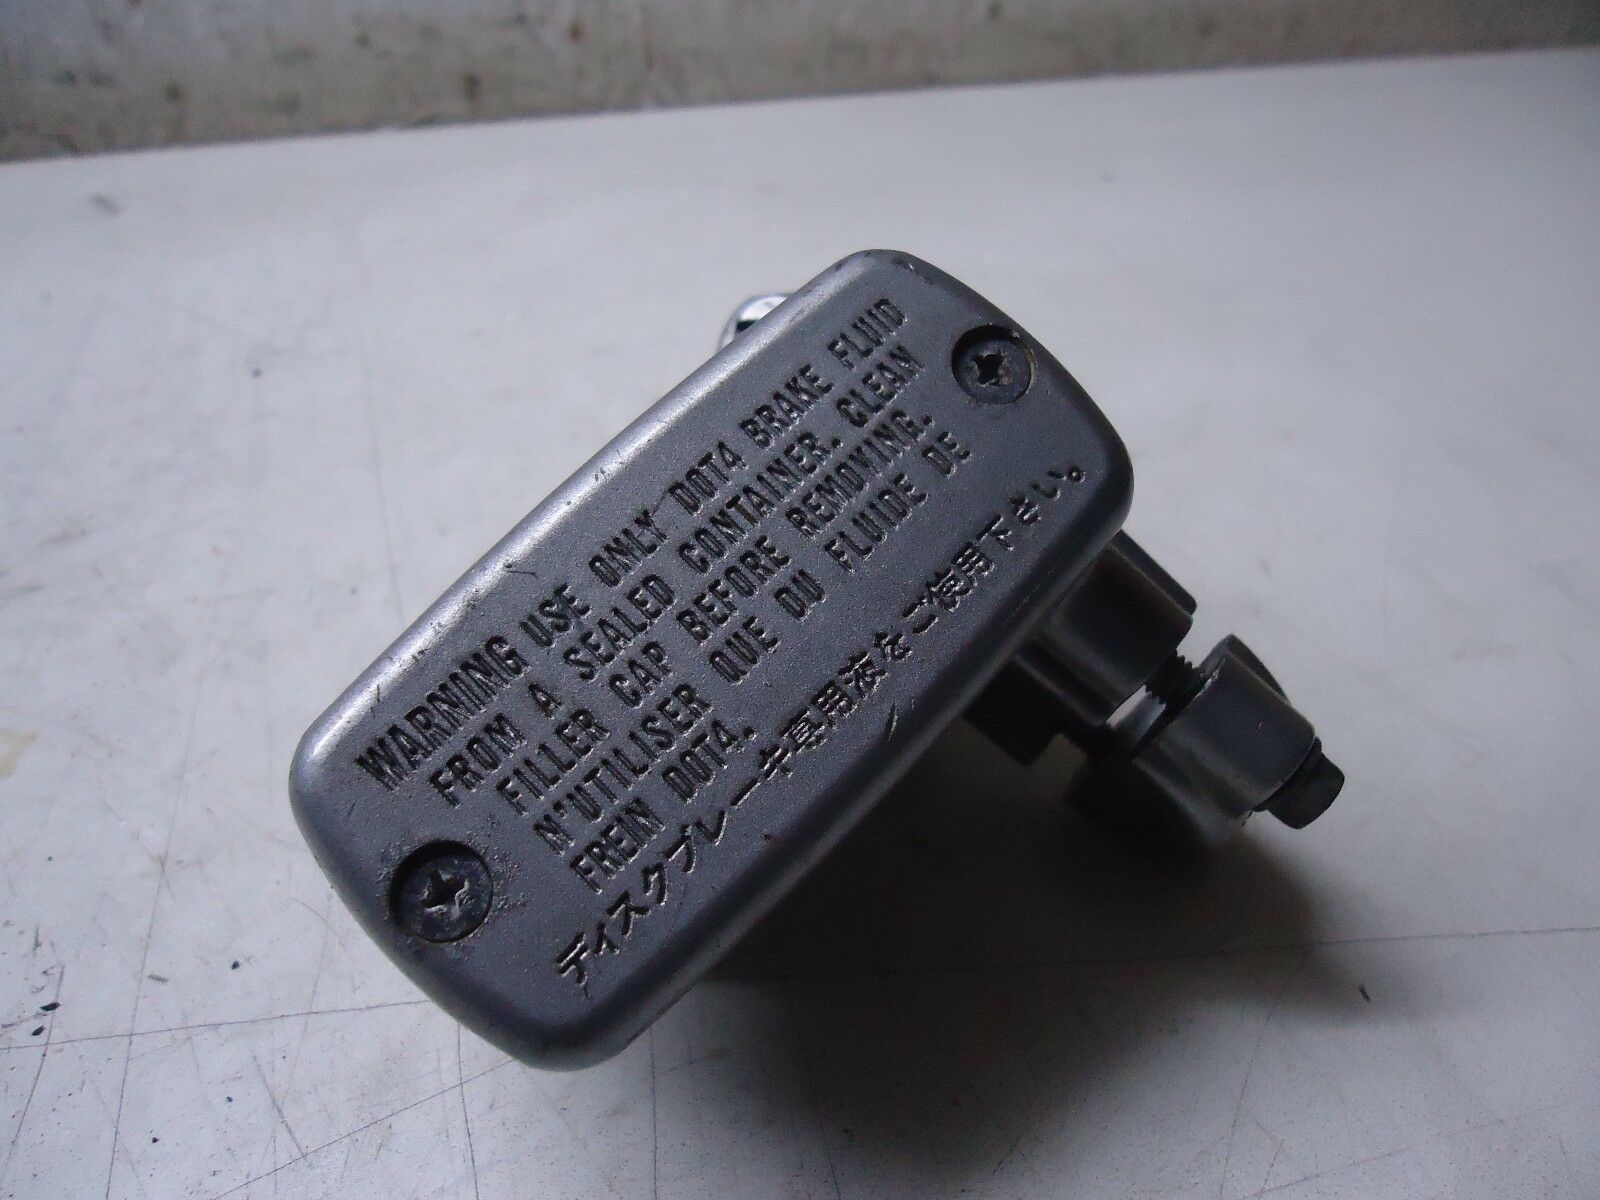 WARNING USE ONLY DOT4 BRAKE FLUID
FROM A SEALED CONTAINER. CLEAN
FILLER CAP BEFORE REMOVING.
N'UTILISER QUE DU FLUIDE DE
FREIN DOT4.
ディスクブレーキ専用液をご使用下さい。